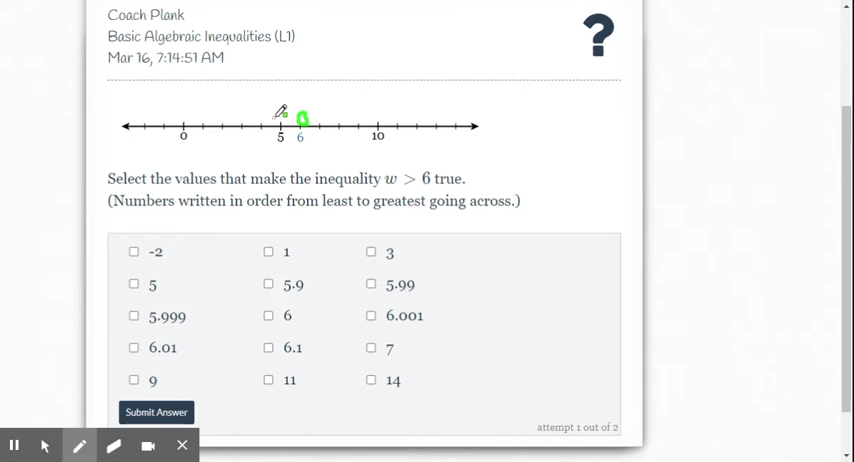 Coach Plank
Basic Algebraic Inequalities (L1)
Mar 16, 7:14:51 AM
?
0 5 6 10
Select the values that make the inequality w > 6 true.
(Numbers written in order from least to greatest going across.)
-2 1 3
5 5.9 5.99
5.999 6 6.001
6.01 6.1 7
9 11 14
Submit Answer
attempt 1 out of 2